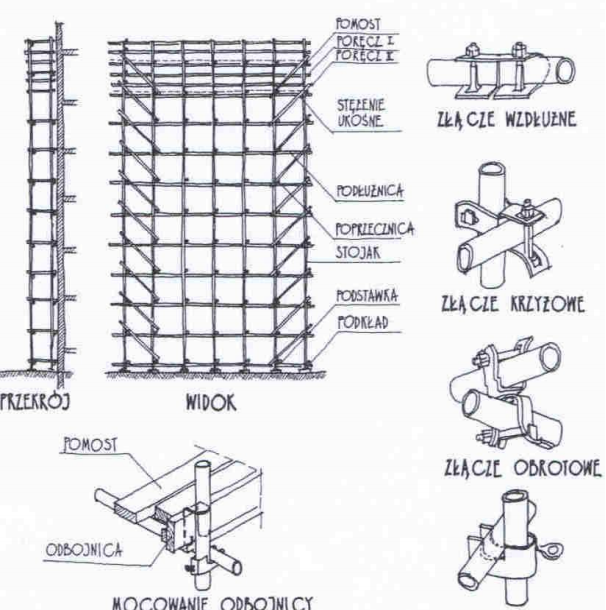 POMOST
PORĘCZ I
PORĘCZ II
STĘŻENIE
UKOŚNE
PODŁUŻNICA
POPRZECZNICA
STOJAK
PODSTAWKA
PODKŁAD
PRZEKRÓJ
WIDOK
ZŁĄCZE WZDŁUŻNE
ZŁĄCZE KRZYŻOWE
ZŁĄCZE OBROTOWE
POMOST
ODBOJNICA
MOCOWANIE ODBOJNICY